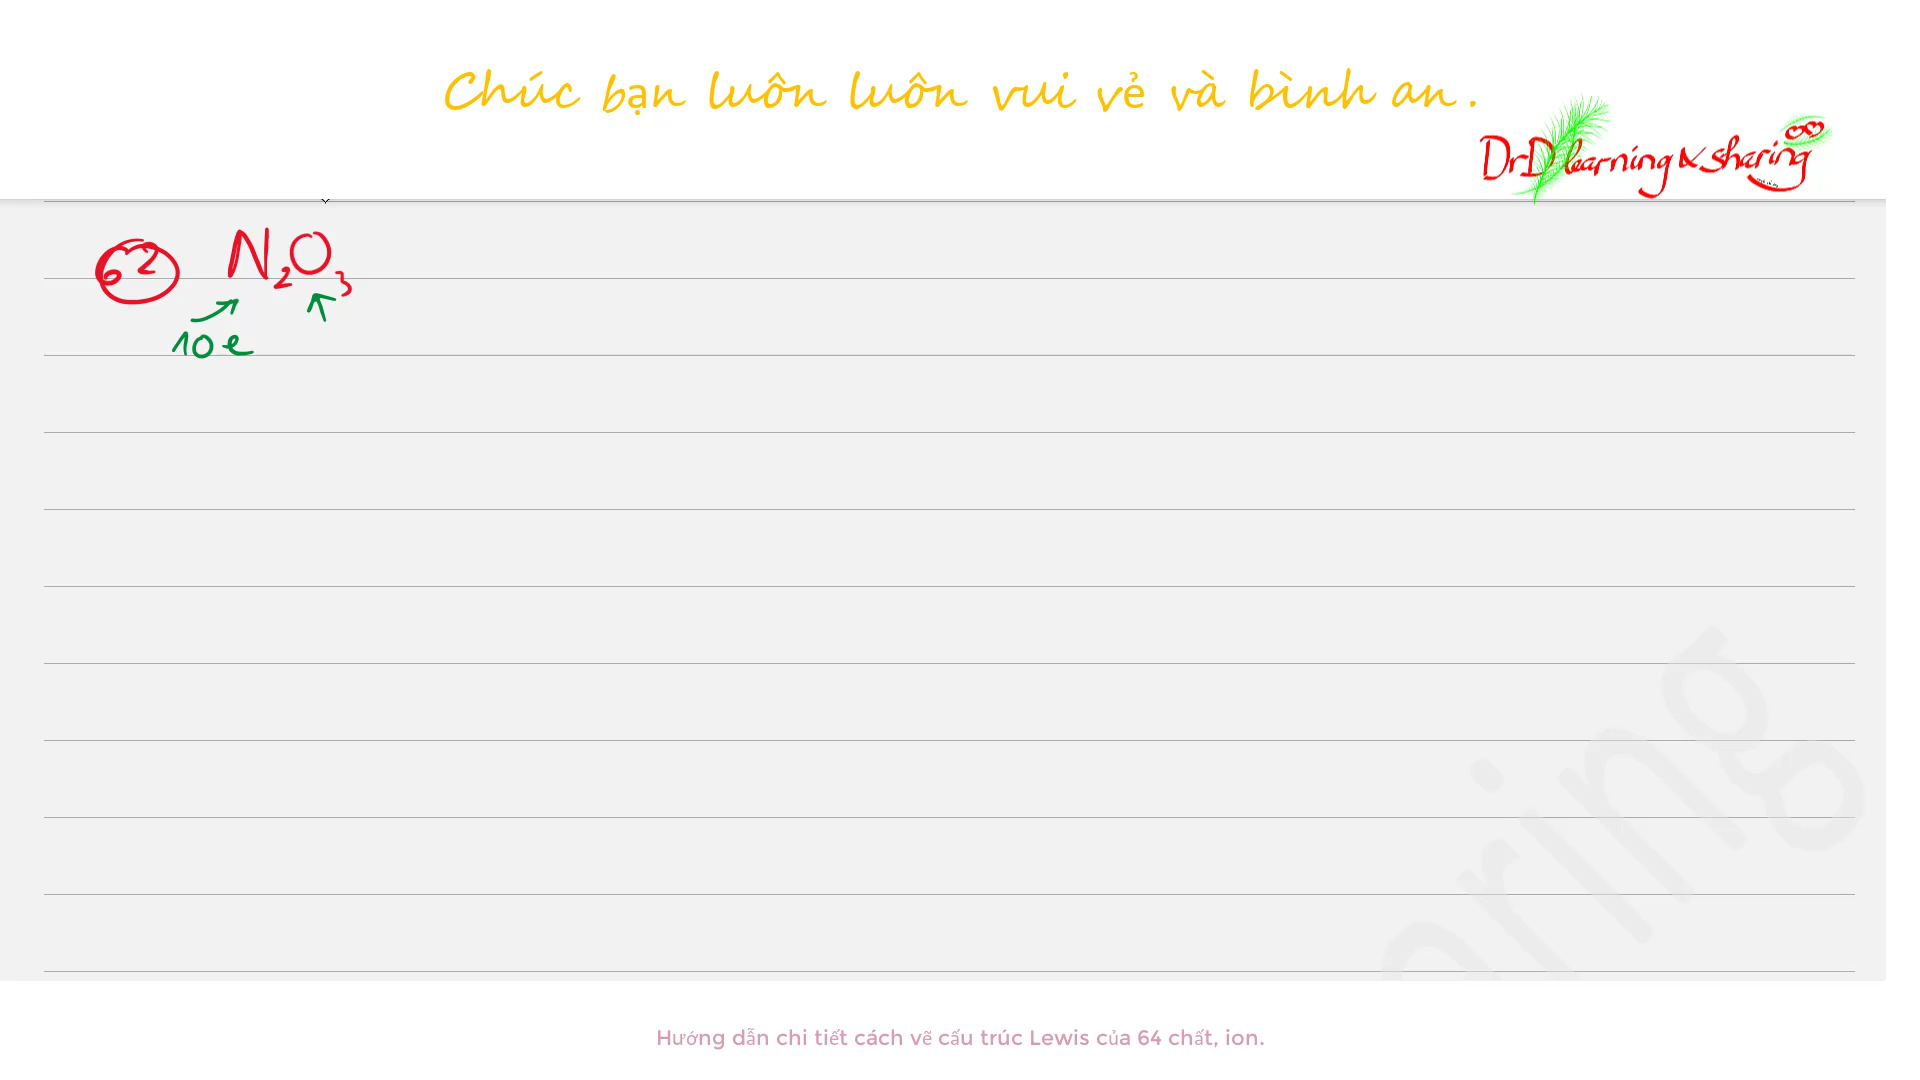 Chúc bạn luôn luôn vui vẻ và bình an.
DrD learning & sharing
62 N2O3
10e
aring
Hướng dẫn chi tiết cách vẽ cấu trúc Lewis của 64 chất, ion.